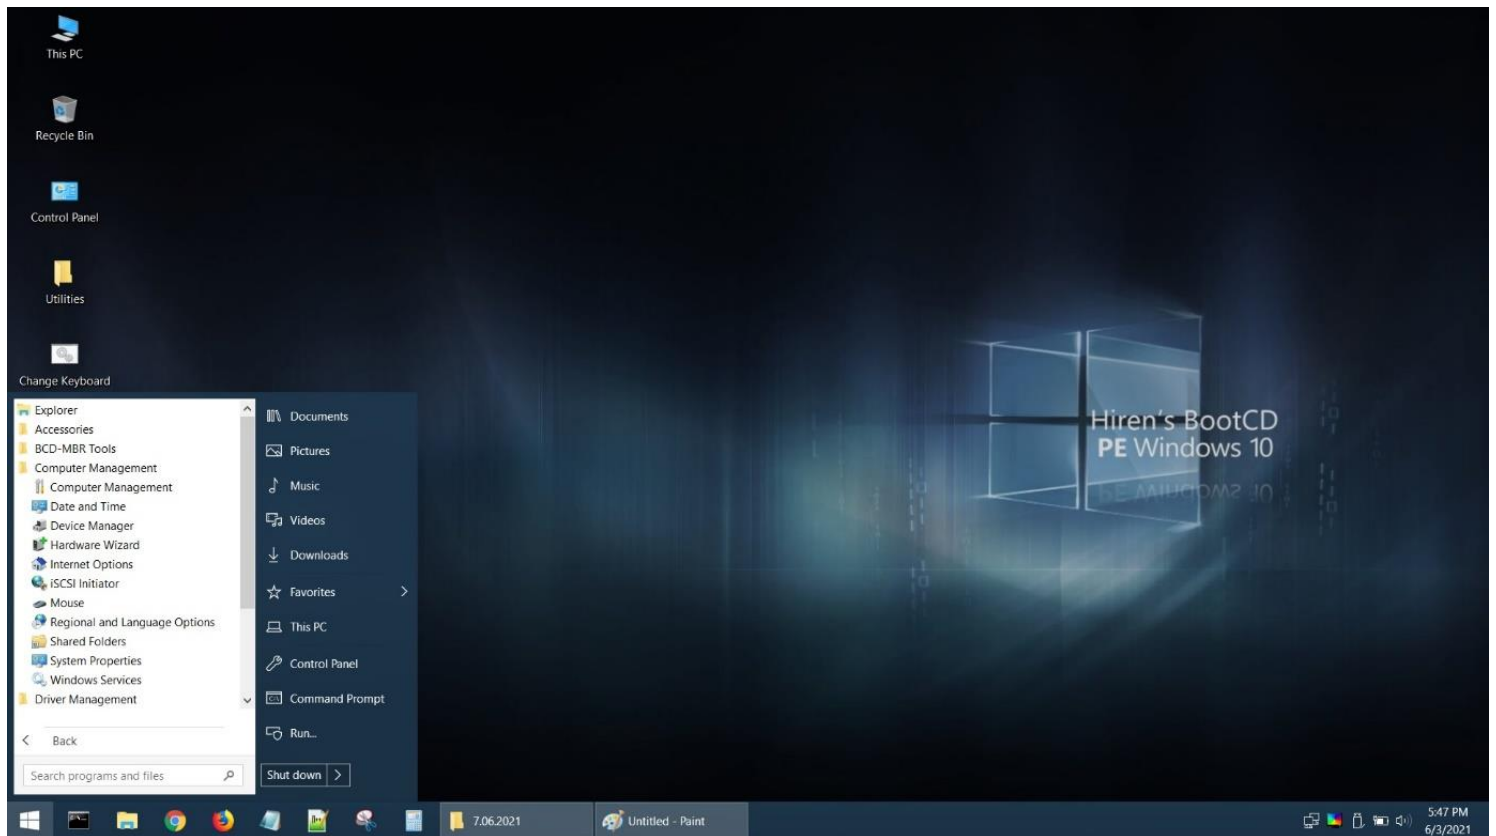 This PC
Recycle Bin
Control Panel
Utilities
Change Keyboard
Explorer
Accessories
BCD-MBR Tools
Computer Management
Computer Management
Date and Time
Device Manager
Hardware Wizard
Internet Options
iSCSI Initiator
Mouse
Regional and Language Options
Shared Folders
System Properties
Windows Services
Driver Management
Back
Search programs and files
Documents
Pictures
Music
Videos
Downloads
Favorites
This PC
Control Panel
Command Prompt
Run...
Shut down
Hiren's BootCD
PE Windows 10
7.06.2021
Untitled - Paint
5:47 PM
6/3/2021